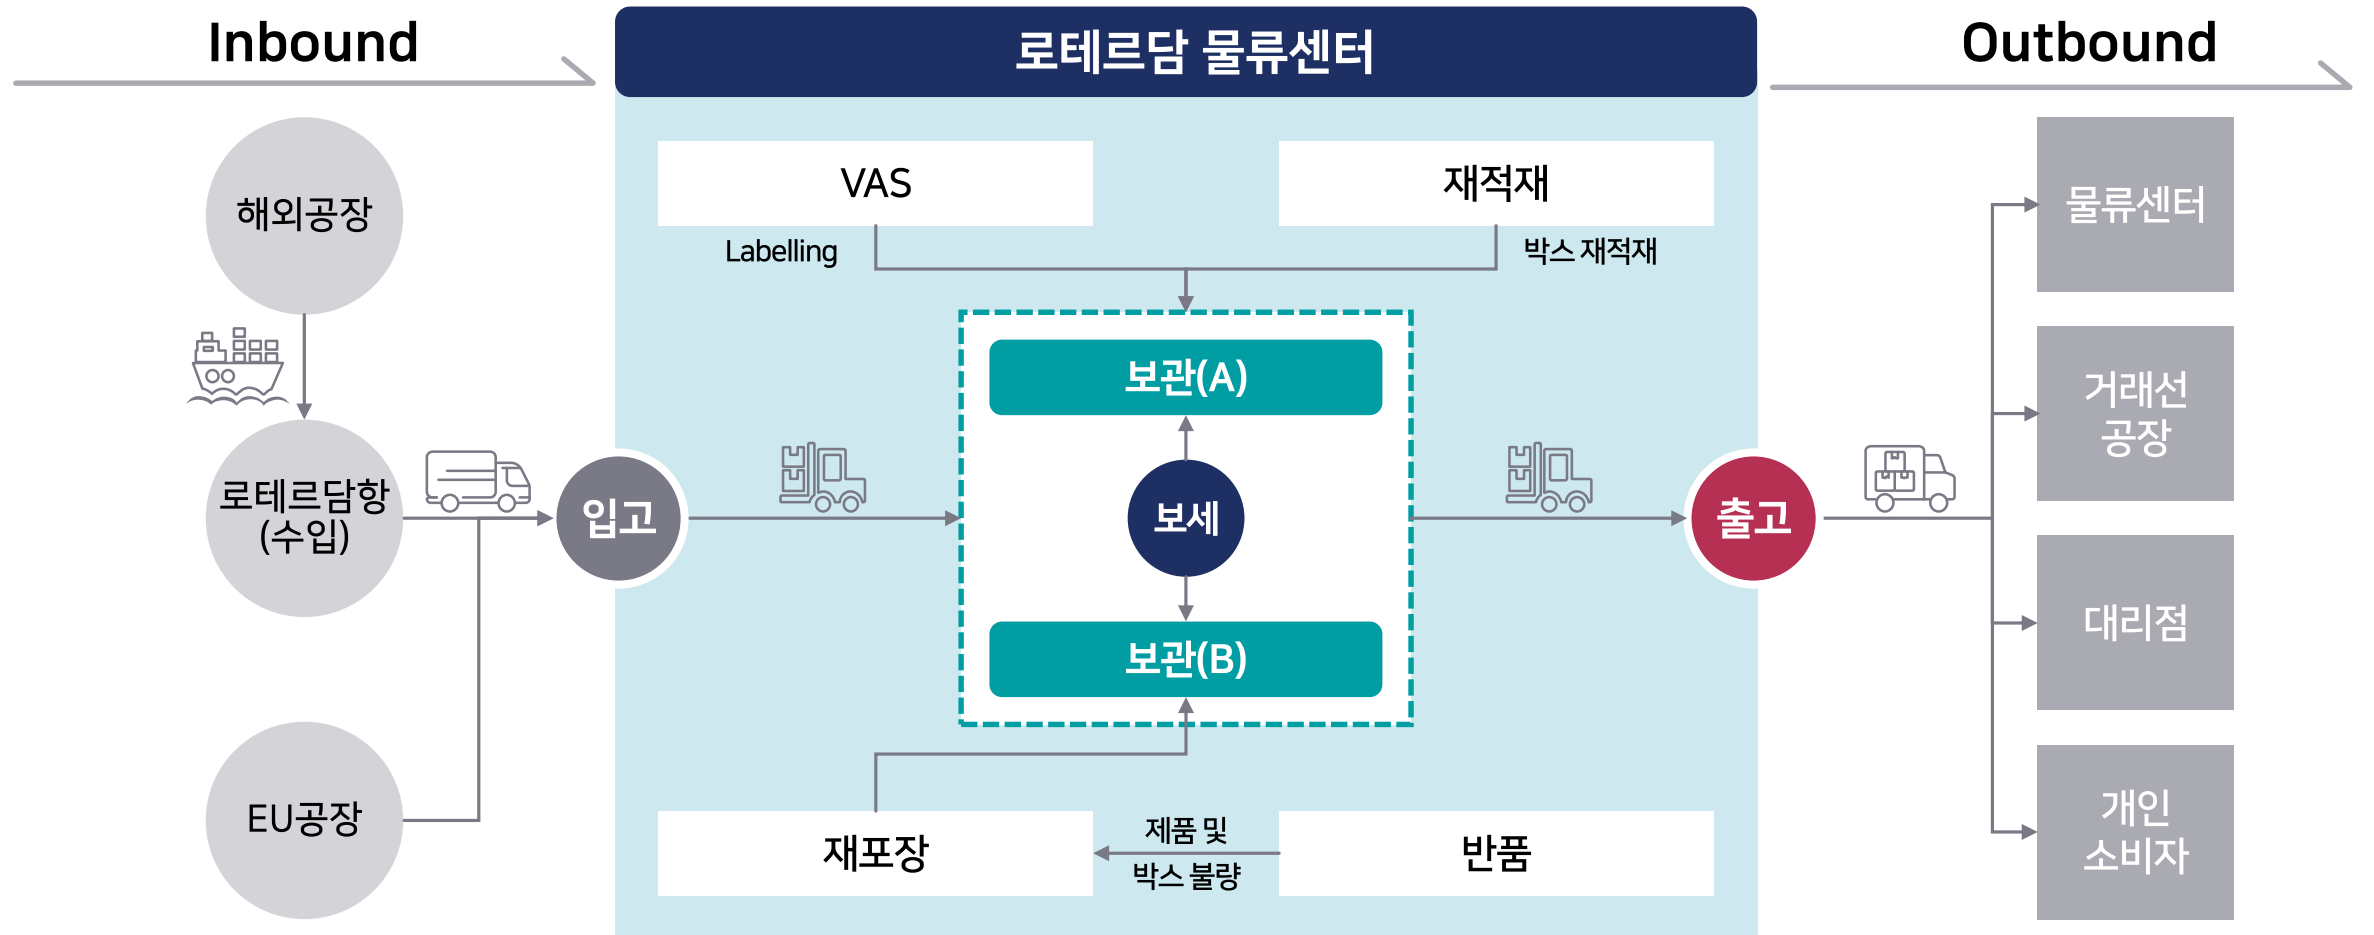 Inbound
로테르담 물류센터
Outbound
해외공장
로테르담항
(수입)
EU공장
입고
VAS
재적재
Labelling
박스 재적재
보관(A)
보세
보관(B)
재포장
제품 및
박스 불량
반품
출고
물류센터
거래선
공장
대리점
개인
소비자